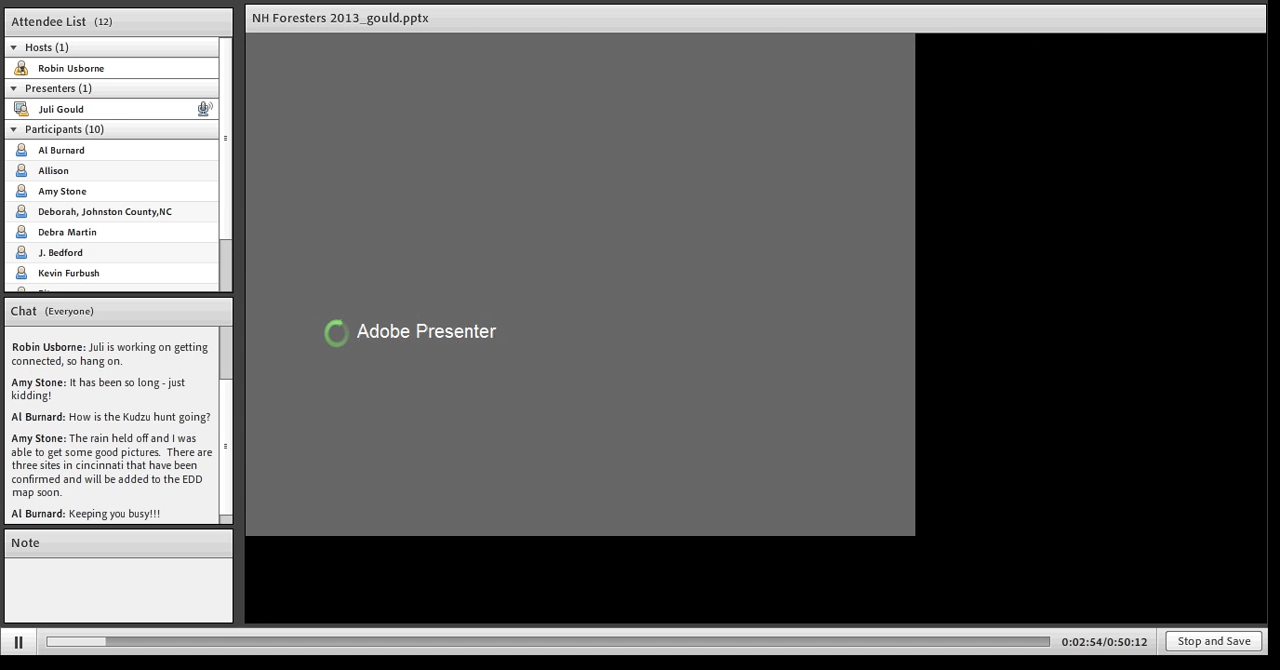 Attendee List (12)
Hosts (1)
Robin Usborne
Presenters (1)
Juli Gould
Participants (10)
Al Burnard
Allison
Amy Stone
Deborah, Johnston County,NC
Debra Martin
J. Bedford
Kevin Furbush
Chat (Everyone)
Robin Usborne: Juli is working on getting
connected, so hang on.
Amy Stone: It has been so long - just
kidding!
Al Burnard: How is the Kudzu hunt going?
Amy Stone: The rain held off and I was
able to get some good pictures. There are
three sites in cincinnati that have been
confirmed and will be added to the EDD
map soon.
Al Burnard: Keeping you busy!!!
Note
NH Foresters 2013_gould.pptx
Adobe Presenter
0:02:54/0:50:12
Stop and Save